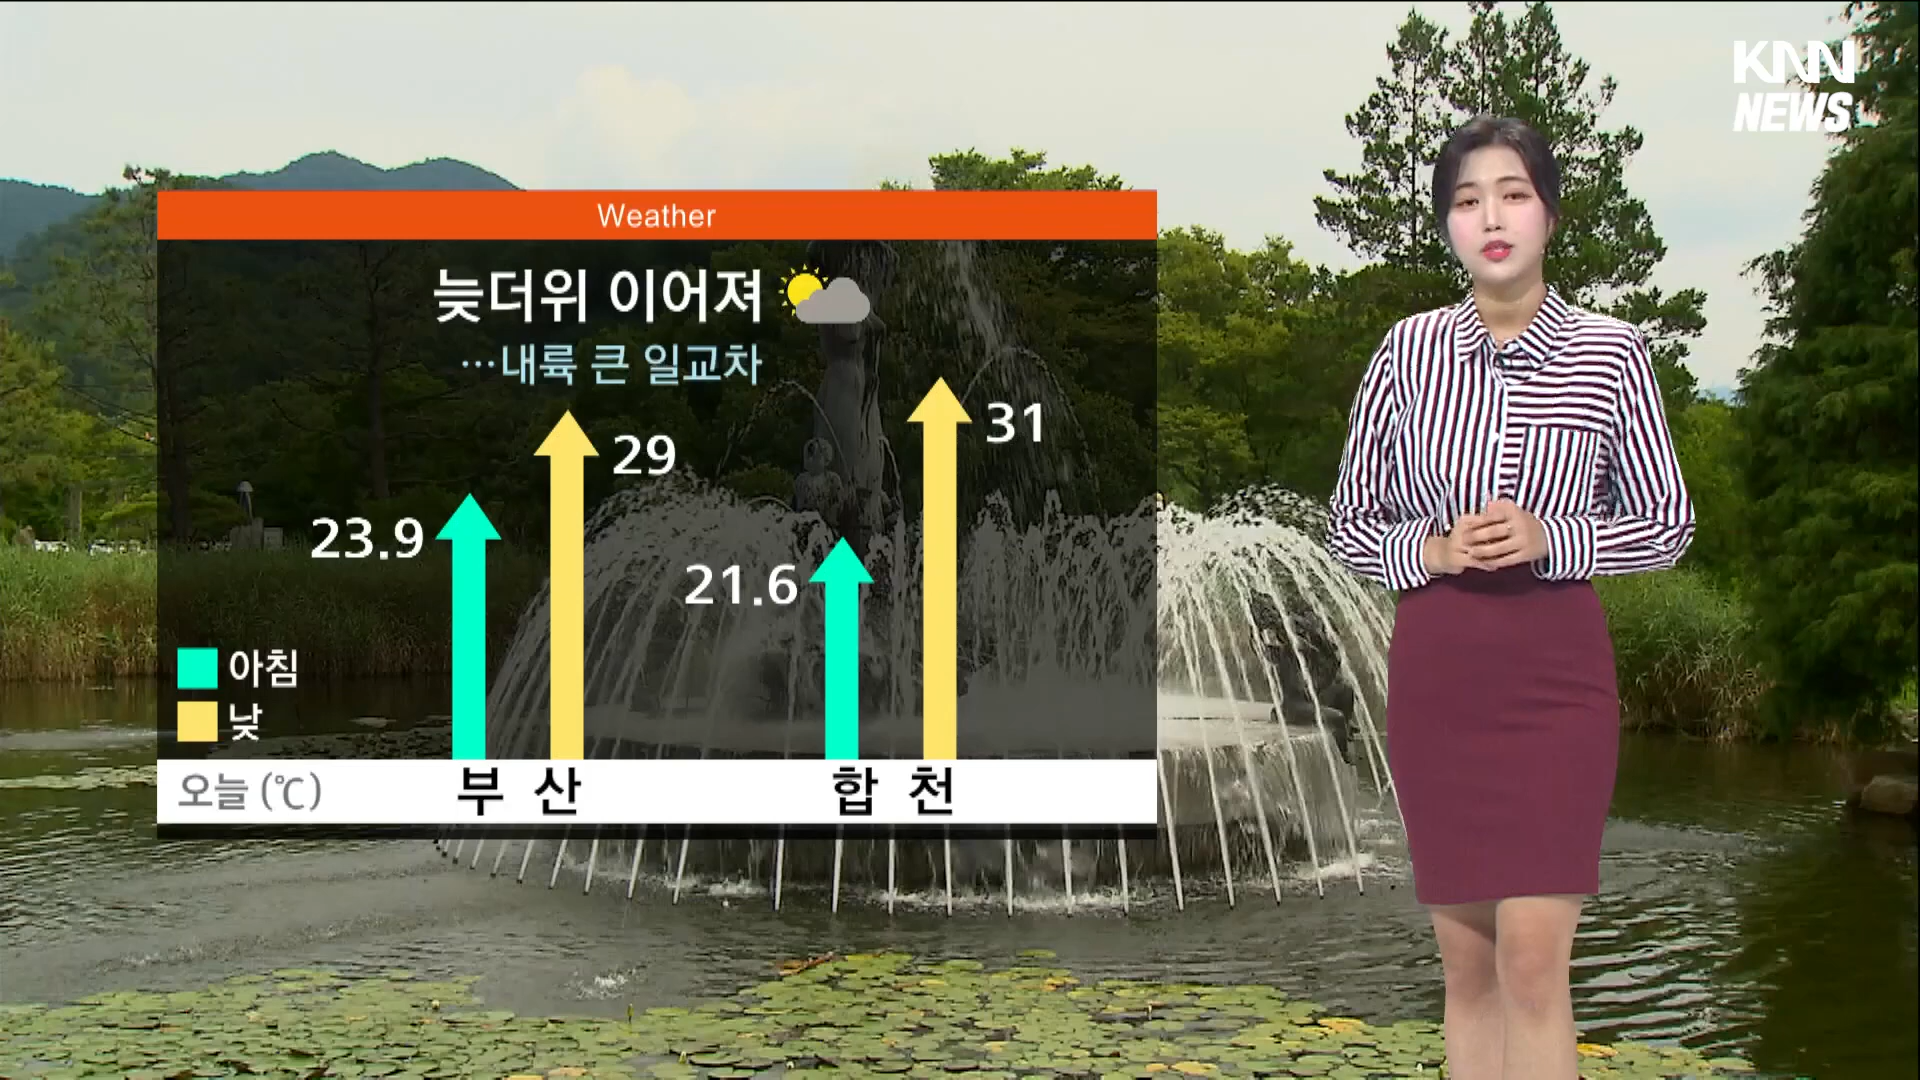 KNN
NEWS
Weather
늦더위 이어져
…내륙 큰 일교차
23.9
29
21.6
31
아침
낮
오늘 (℃)
부산
합천